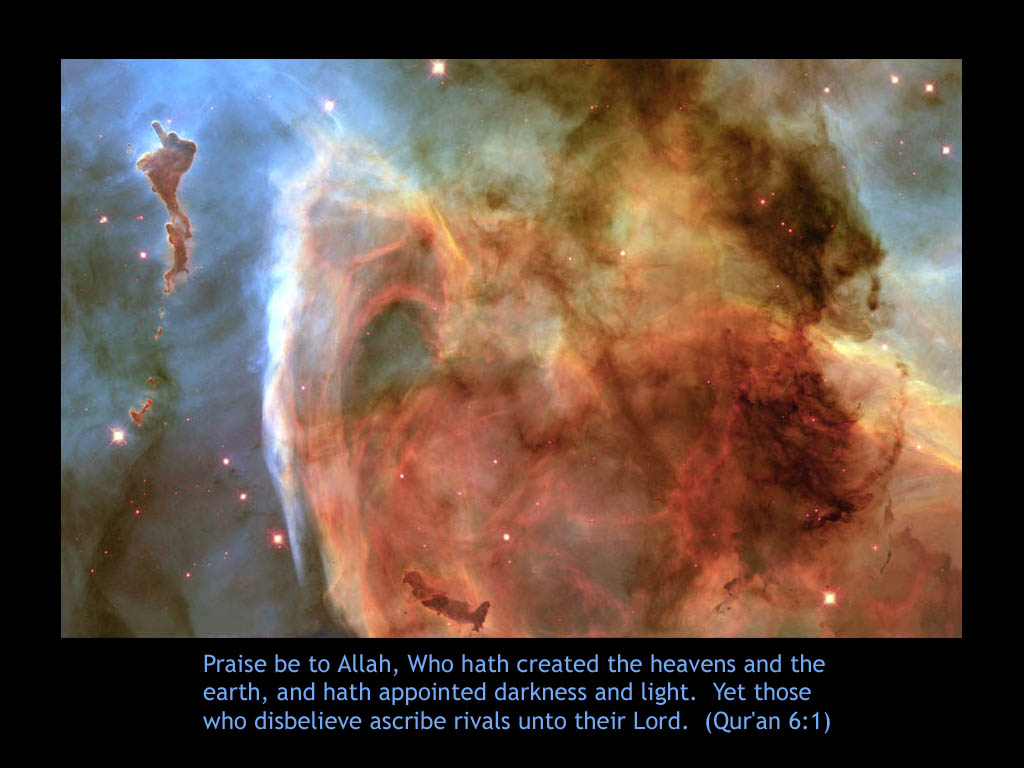 Praise be to Allah, Who hath created the heavens and the
earth, and hath appointed darkness and light.  Yet those
who disbelieve ascribe rivals unto their Lord.  (Qur'an 6:1)